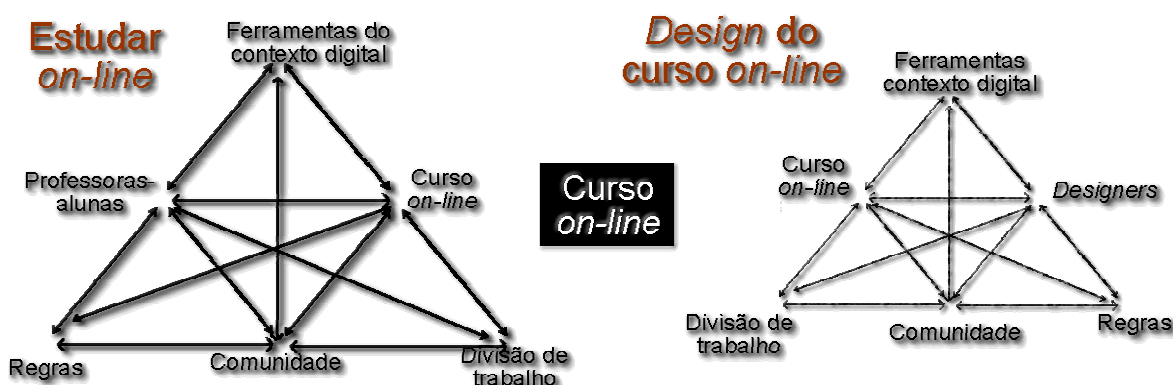 Estudar
on-line
Ferramentas do
contexto digital
Professoras-
alunas
Curso
on-line
Regras
Comunidade
Divisão de
trabalho
Curso
on-line
Design do
curso on-line
Ferramentas
contexto digital
Curso
on-line
Designers
Divisão de
trabalho
Comunidade
Regras